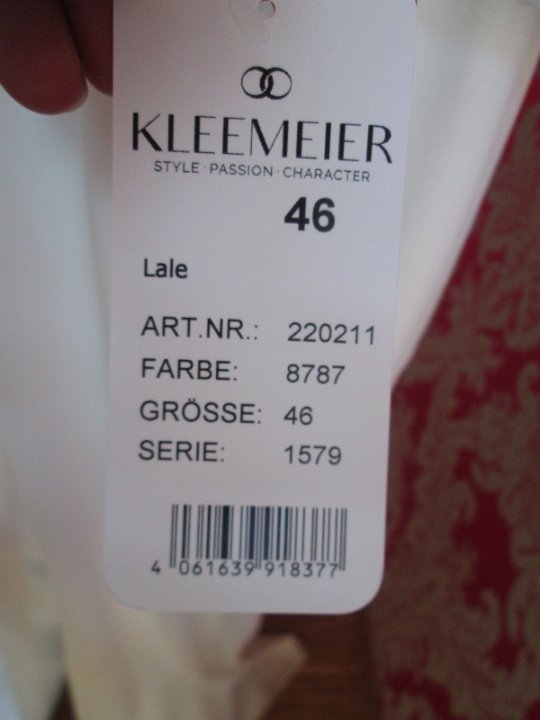 KLEEMEIER
STYLE · PASSION · CHARACTER
46
Lale
ART.NR.: 220211
FARBE: 8787
GRÖSSE: 46
SERIE: 1579
4 061639 918377